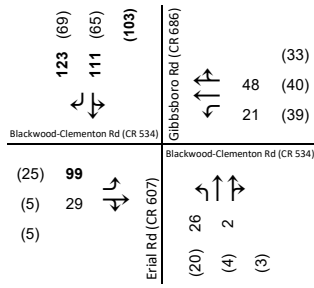 (69) (65) (103)
123 111
Blackwood-Clementon Rd (CR 534)
Gibbsboro Rd (CR 686)
(33)
48 (40)
21 (39)
(25) 99
(5) 29
(5)
Erial Rd (CR 607)
Blackwood-Clementon Rd (CR 534)
26 2
(20) (4) (3)